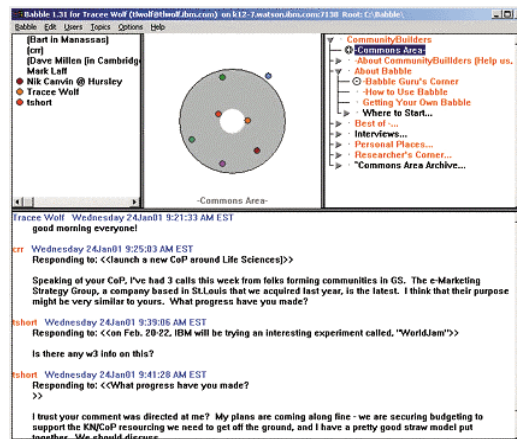 Babble 1.31 for Tracee Wolf (tlwolf@tlwolf.ibm.com) on k12-7.watson.ibm.com:7138 Root: C:\Babble\
Babble Edit Users Topics Options Help
(Bart in Manassas)
(crr)
(Dave Millen (in Cambridge
Mark Laff
Nik Canvin @ Hursley
Tracee Wolf
tshort
-Commons Area-
CommunityBuilders
-Commons Area-
-About CommunityBuilders (Help us.
About Babble
-Babble Guru's Corner
-How to Use Babble
Getting Your Own Babble
Where to Start...
Best of -...
Interviews...
Personal Places...
Researcher's Corner...
"Commons Area Archive...
Tracee Wolf Wednesday 24Jan01 9:21:33 AM EST
good morning everyone!
crr Wednesday 24Jan01 9:25:03 AM EST
Responding to: <<launch a new CoP around Life Sciences]>>
Speaking of your CoP, I've had 3 calls this week from folks forming communities in GS. The e-Marketing
Strategy Group, a company based in St.Louis that we acquired last year, is the latest. I think that their purpose
might be very similar to yours. What progress have you made?
tshort Wednesday 24Jan01 9:39:06 AM EST
Responding to: <<on Feb. 20-22, IBM will be trying an interesting experiment called, "WorldJam">>
Is there any w3 info on this?
tshort Wednesday 24Jan01 9:41:28 AM EST
Responding to: <<What progress have you made?
>>
I trust your comment was directed at me? My plans are coming along fine - we are securing budgeting to
support the KN/CoP resourcing we need to get off the ground, and I have a pretty good straw model put
together. We should discuss